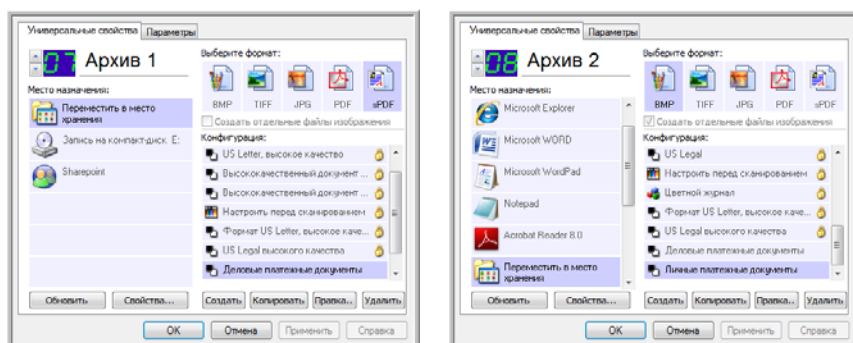 Универсальные свойства Параметры
07 Архив 1
Выберите формат:
BMP TIFF JPG PDF sPDF
Создать отдельные файлы изображения
Место назначения:
Переместить в место
хранения
Запись на компакт-диск E:
Sharepoint
Конфигурация:
US Letter, высокое качество
Высококачественный документ ...
Высококачественный документ ...
Настроить перед сканированием
Формат US Letter, высокое каче...
US Legal высокого качества
Деловые платежные документы
Обновить Свойства... Создать Копировать Правка.. Удалить
OK Отмена Применить Справка
Универсальные свойства Параметры
08 Архив 2
Выберите формат:
BMP TIFF JPG PDF sPDF
Создать отдельные файлы изображения
Место назначения:
Microsoft Explorer
Microsoft WORD
Microsoft WordPad
Notepad
Acrobat Reader 8.0
Переместить в место
хранения
Конфигурация:
US Legal
Настроить перед сканированием
Цветной журнал
Формат US Letter, высокое каче...
US Legal высокого качества
Деловые платежные документы
Личные платежные документы
Обновить Свойства... Создать Копировать Правка.. Удалить
OK Отмена Применить Справка